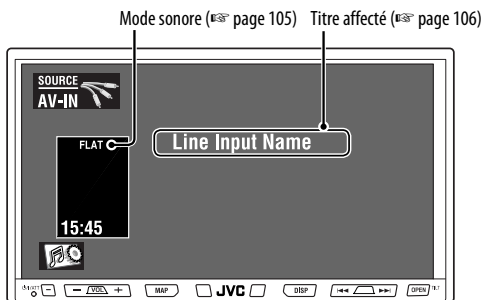 Mode sonore (☞ page 105) Titre affecté (☞ page 106)
SOURCE
AV-IN
FLAT
Line Input Name
15:45
VOL
MAP
JVC
DISP
OPEN